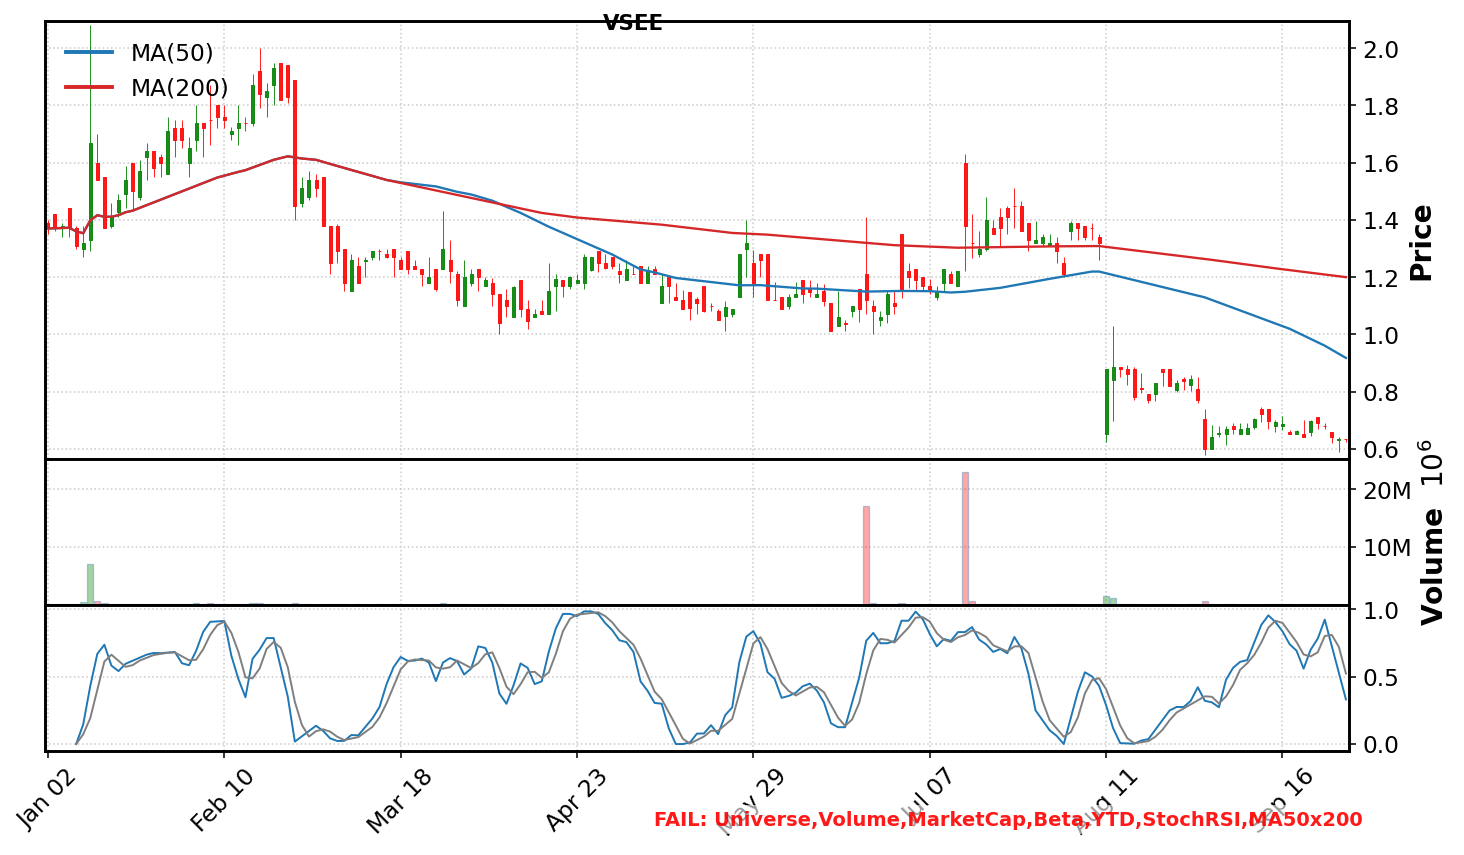 VSEE
MA(50)
MA(200)
2.0
1.8
1.6
1.4
1.2
1.0
0.8
0.6
Price
20M
10M
Volume 10^6
1.0
0.5
0.0
Jan 02
Feb 10
Mar 18
Apr 23
May 29
Jul 07
Aug 11
Sep 16
FAIL: Universe,Volume,MarketCap,Beta,YTD,StochRSI,MA50x200